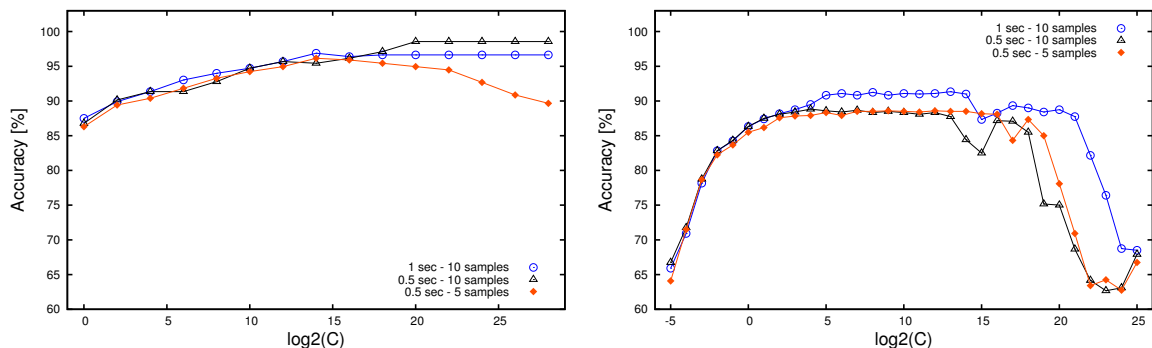 100
95
90
85
80
75
70
65
60
Accuracy [%]
1 sec - 10 samples
0.5 sec - 10 samples
0.5 sec - 5 samples
0 5 10 15 20 25
log2(C)
100
95
90
85
80
75
70
65
60
Accuracy [%]
1 sec - 10 samples
0.5 sec - 10 samples
0.5 sec - 5 samples
-5 0 5 10 15 20 25
log2(C)